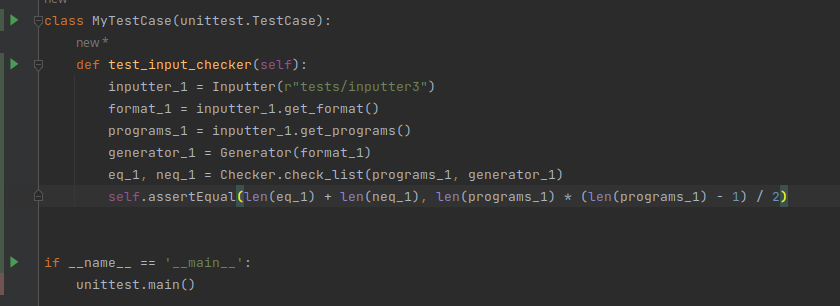 new
class MyTestCase(unittest.TestCase):
new *
def test_input_checker(self):
inputter_1 = Inputter(r"tests/inputter3")
format_1 = inputter_1.get_format()
programs_1 = inputter_1.get_programs()
generator_1 = Generator(format_1)
eq_1, neq_1 = Checker.check_list(programs_1, generator_1)
self.assertEqual(len(eq_1) + len(neq_1), len(programs_1) * (len(programs_1) - 1) / 2)
if __name__ == '__main__':
unittest.main()